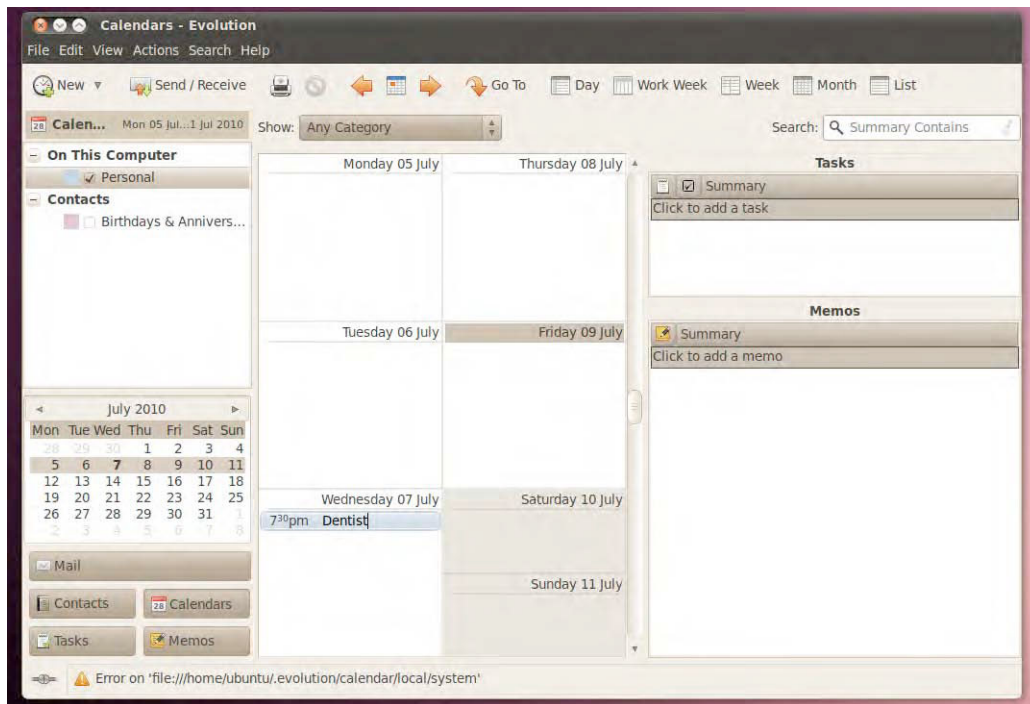 Calendars - Evolution
File Edit View Actions Search Help
New Send / Receive Go To Day Work Week Week Month List
28 Calen... Mon 05 Jul...1 Jul 2010
Show: Any Category
Search: Summary Contains
On This Computer
Personal
Contacts
Birthdays & Annivers...
July 2010
Mon Tue Wed Thu Fri Sat Sun
28 29 30 1 2 3 4
5 6 7 8 9 10 11
12 13 14 15 16 17 18
19 20 21 22 23 24 25
26 27 28 29 30 31 1
2 3 4 5 6 7 8
Mail
Contacts
28 Calendars
Tasks
Memos
Monday 05 July
Thursday 08 July
Tuesday 06 July
Friday 09 July
Wednesday 07 July
7³⁰pm Dentist
Saturday 10 July
Sunday 11 July
Tasks
Summary
Click to add a task
Memos
Summary
Click to add a memo
Error on 'file:///home/ubuntu/.evolution/calendar/local/system'